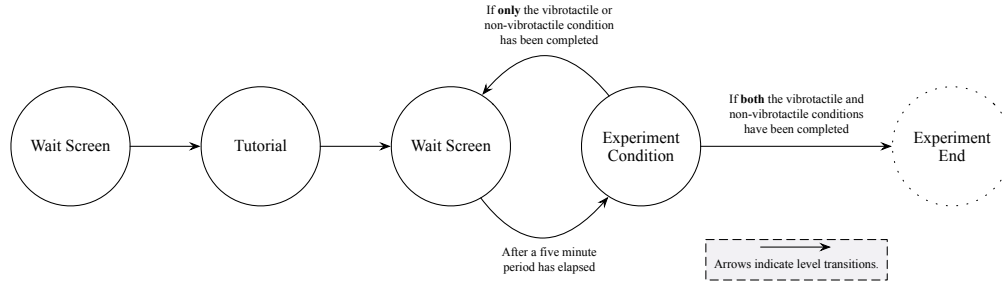 If only the vibrotactile or
non-vibrotactile condition
has been completed
Wait Screen
Tutorial
Wait Screen
Experiment
Condition
If both the vibrotactile and
non-vibrotactile conditions
have been completed
Experiment
End
After a five minute
period has elapsed
Arrows indicate level transitions.